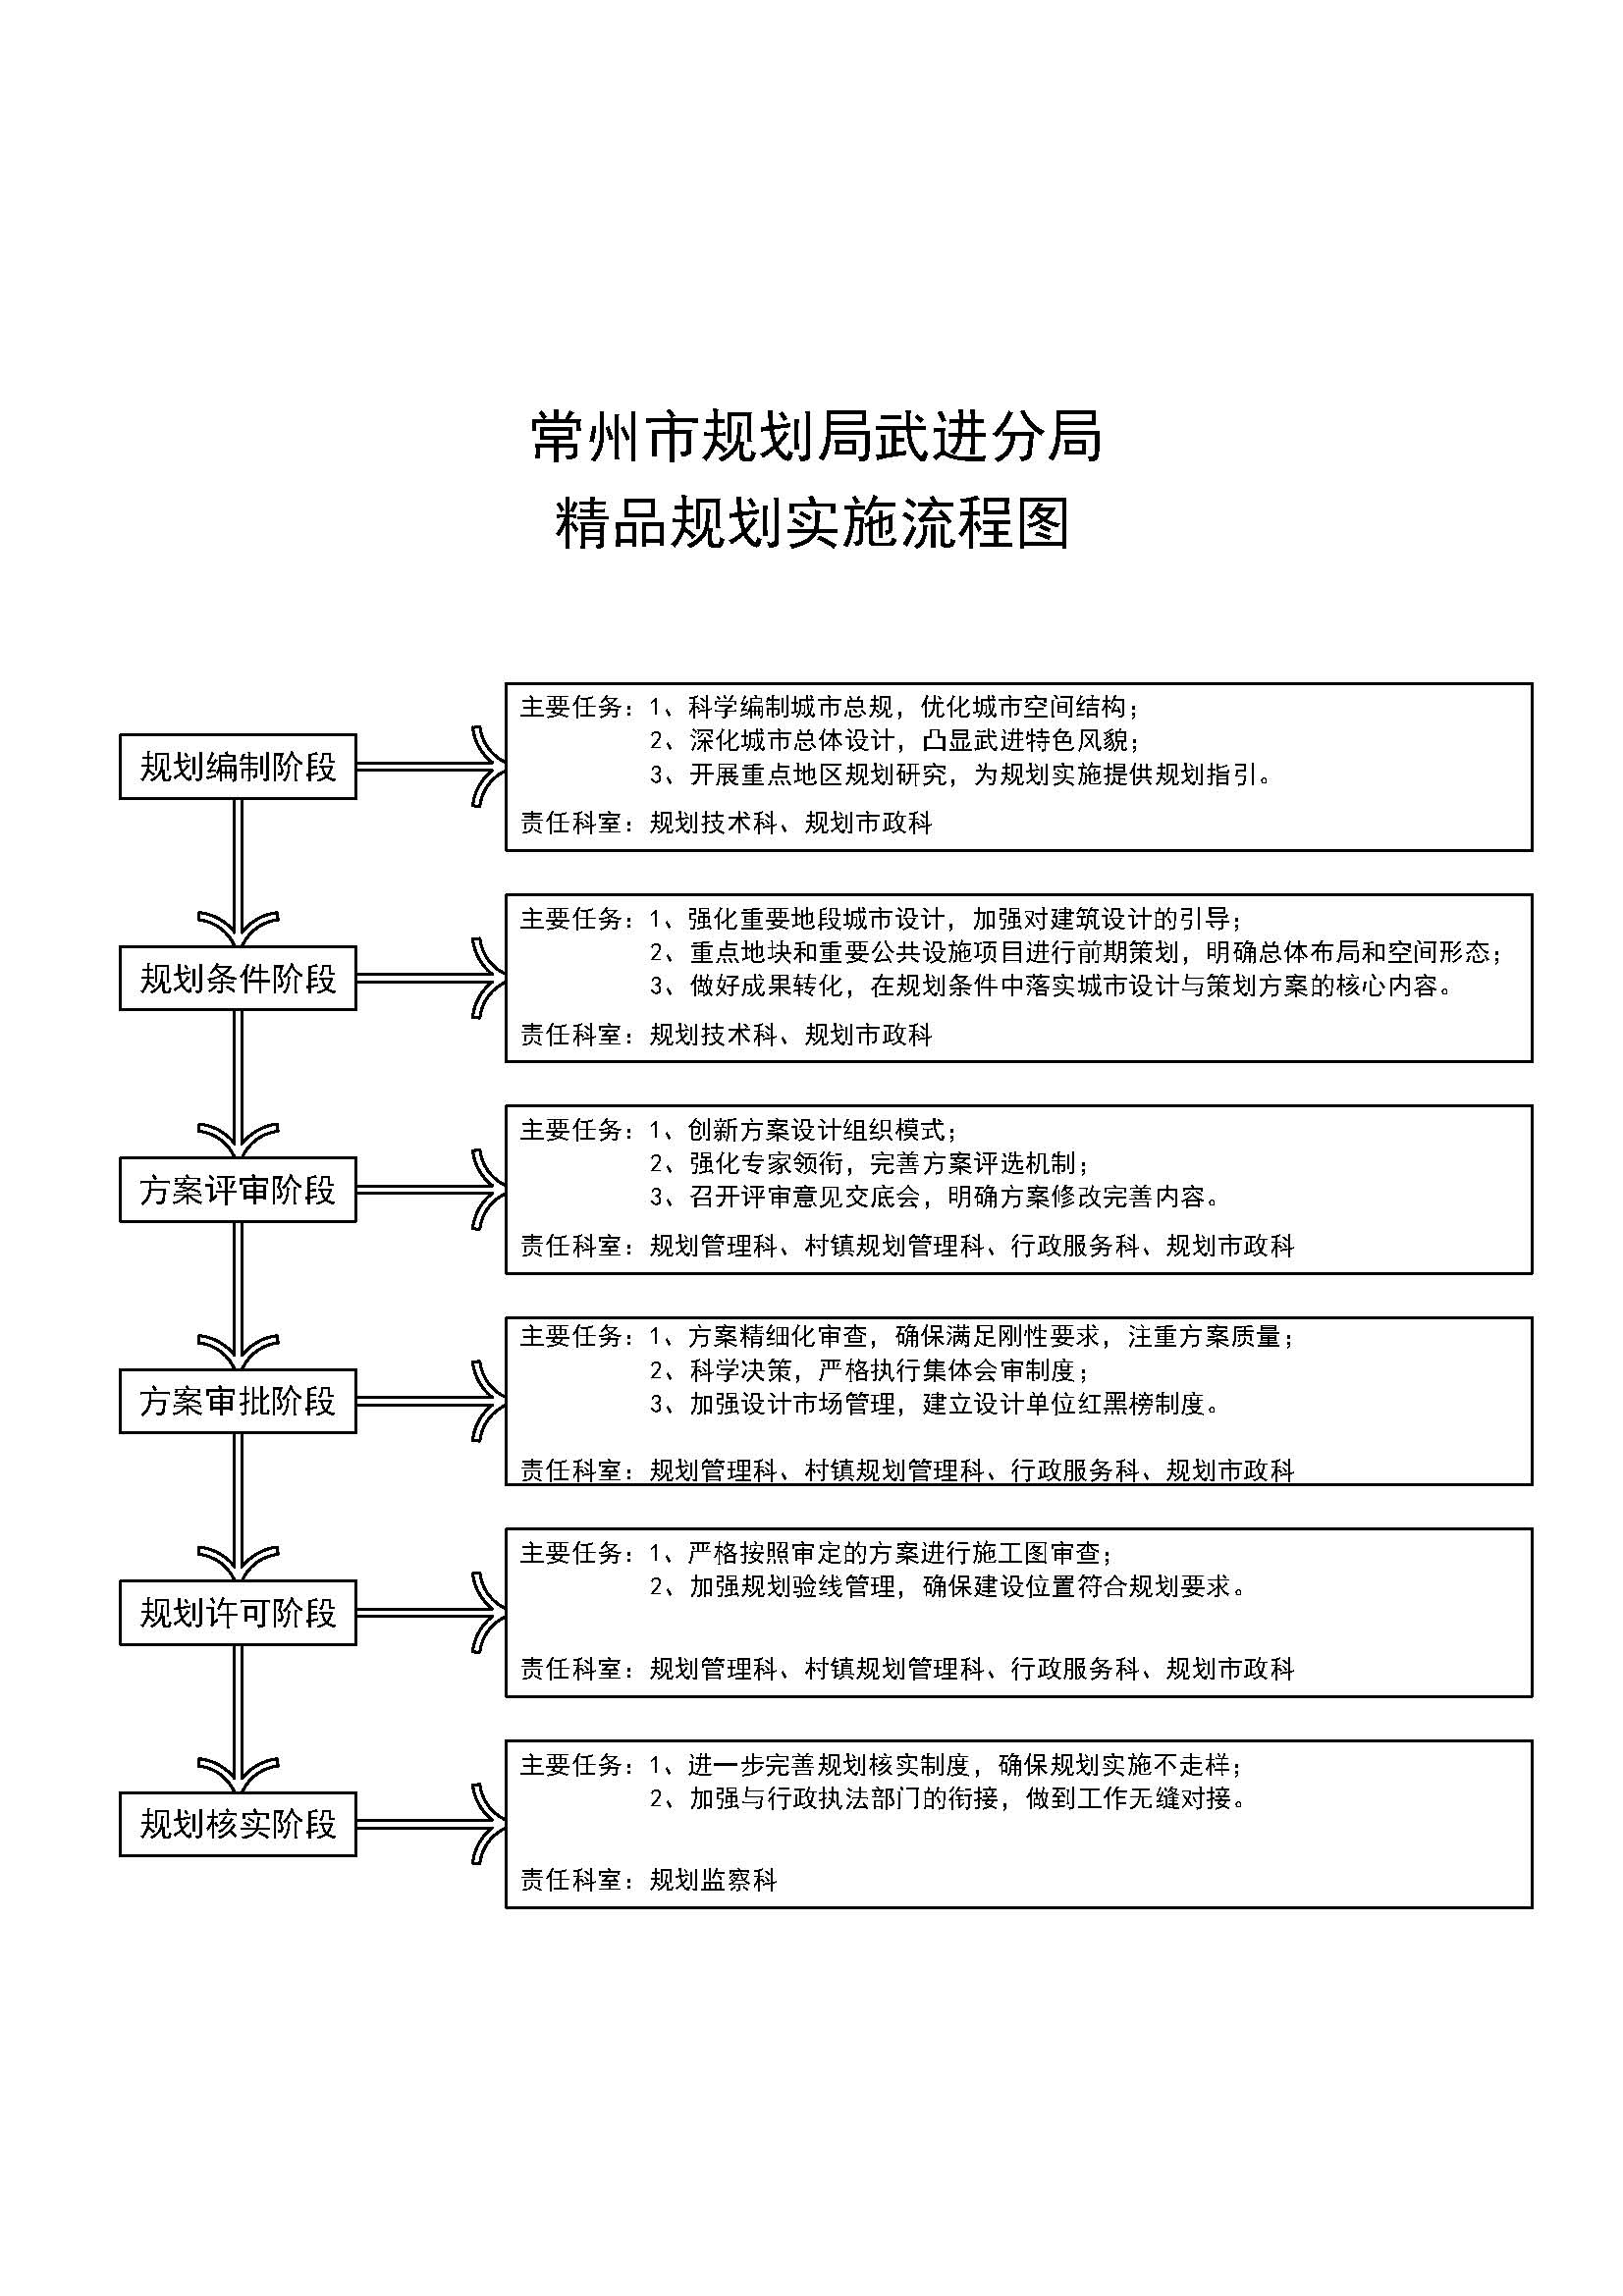 常州市规划局武进分局
精品规划实施流程图
规划编制阶段
主要任务：1、科学编制城市总规，优化城市空间结构；
2、深化城市总体设计，凸显武进特色风貌；
3、开展重点地区规划研究，为规划实施提供规划指引。
责任科室：规划技术科、规划市政科
规划条件阶段
主要任务：1、强化重要地段城市设计，加强对建筑设计的引导；
2、重点地块和重要公共设施项目进行前期策划，明确总体布局和空间形态；
3、做好成果转化，在规划条件中落实城市设计与策划方案的核心内容。
责任科室：规划技术科、规划市政科
方案评审阶段
主要任务：1、创新方案设计组织模式；
2、强化专家领衔，完善方案评选机制；
3、召开评审意见交底会，明确方案修改完善内容。
责任科室：规划管理科、村镇规划管理科、行政服务科、规划市政科
方案审批阶段
主要任务：1、方案精细化审查，确保满足刚性要求，注重方案质量；
2、科学决策，严格执行集体会审制度；
3、加强设计市场管理，建立设计单位红黑榜制度。
责任科室：规划管理科、村镇规划管理科、行政服务科、规划市政科
规划许可阶段
主要任务：1、严格按照审定的方案进行施工图审查；
2、加强规划验线管理，确保建设位置符合规划要求。
责任科室：规划管理科、村镇规划管理科、行政服务科、规划市政科
规划核实阶段
主要任务：1、进一步完善规划核实制度，确保规划实施不走样；
2、加强与行政执法部门的衔接，做到工作无缝对接。
责任科室：规划监察科